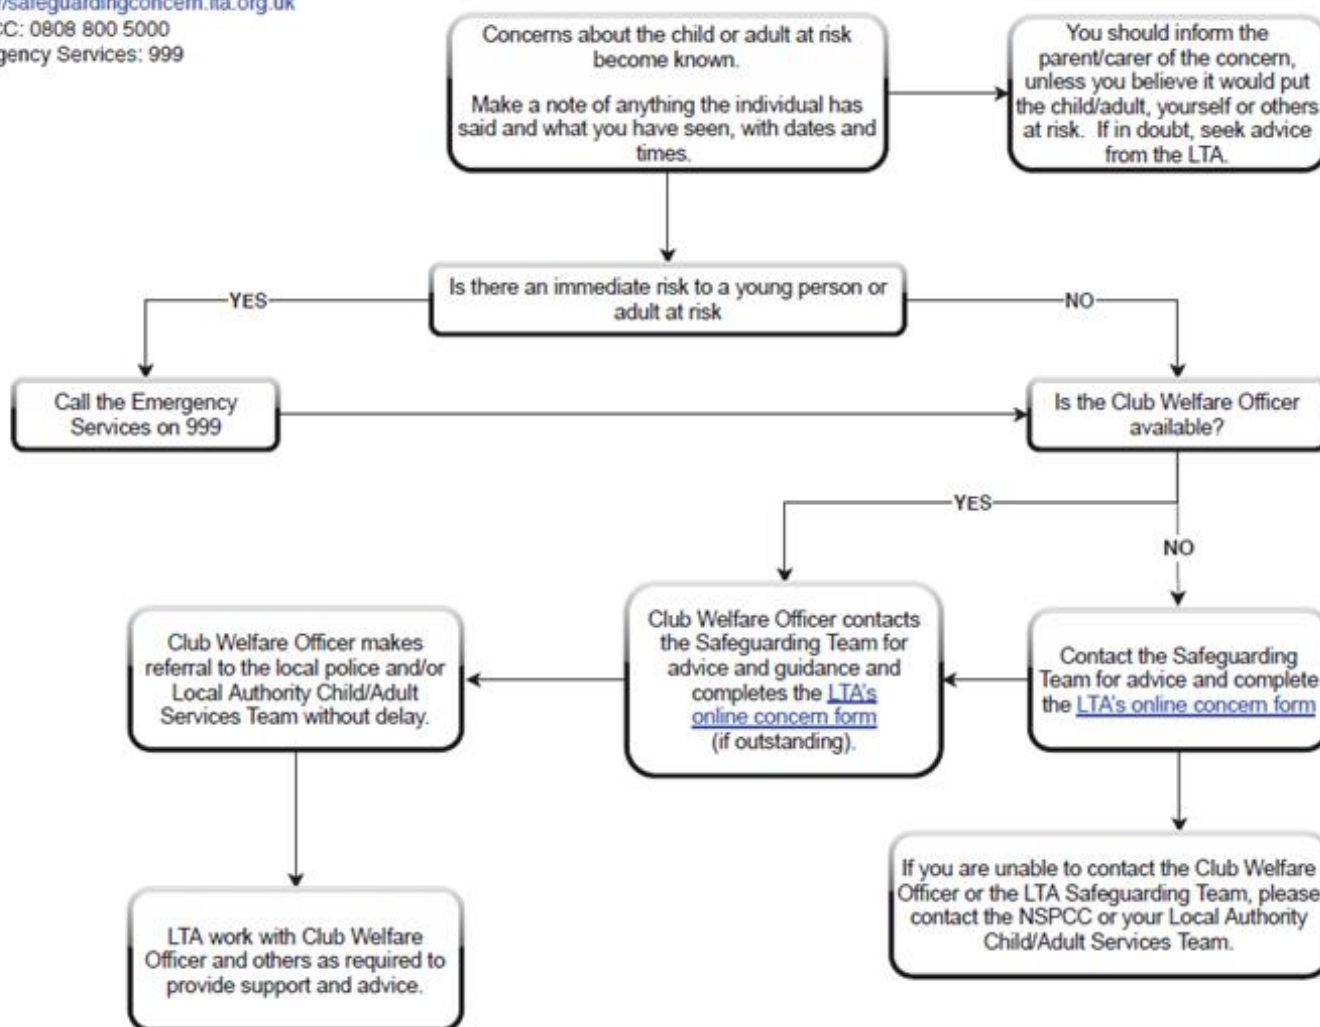 /safeguardingconcern.lta.org.uk
CC: 0808 800 5000
gency Services: 999
Concerns about the child or adult at risk
become known.
Make a note of anything the individual has
said and what you have seen, with dates and
times.
You should inform the
parent/carer of the concern,
unless you believe it would put
the child/adult, yourself or others
at risk. If in doubt, seek advice
from the LTA.
Is there an immediate risk to a young person or
adult at risk
YES
NO
Call the Emergency
Services on 999
Is the Club Welfare Officer
available?
YES
NO
Club Welfare Officer makes
referral to the local police and/or
Local Authority Child/Adult
Services Team without delay.
Club Welfare Officer contacts
the Safeguarding Team for
advice and guidance and
completes the LTA's
online concern form
(if outstanding).
Contact the Safeguarding
Team for advice and complete
the LTA's online concern form
LTA work with Club Welfare
Officer and others as required to
provide support and advice.
If you are unable to contact the Club Welfare
Officer or the LTA Safeguarding Team, please
contact the NSPCC or your Local Authority
Child/Adult Services Team.